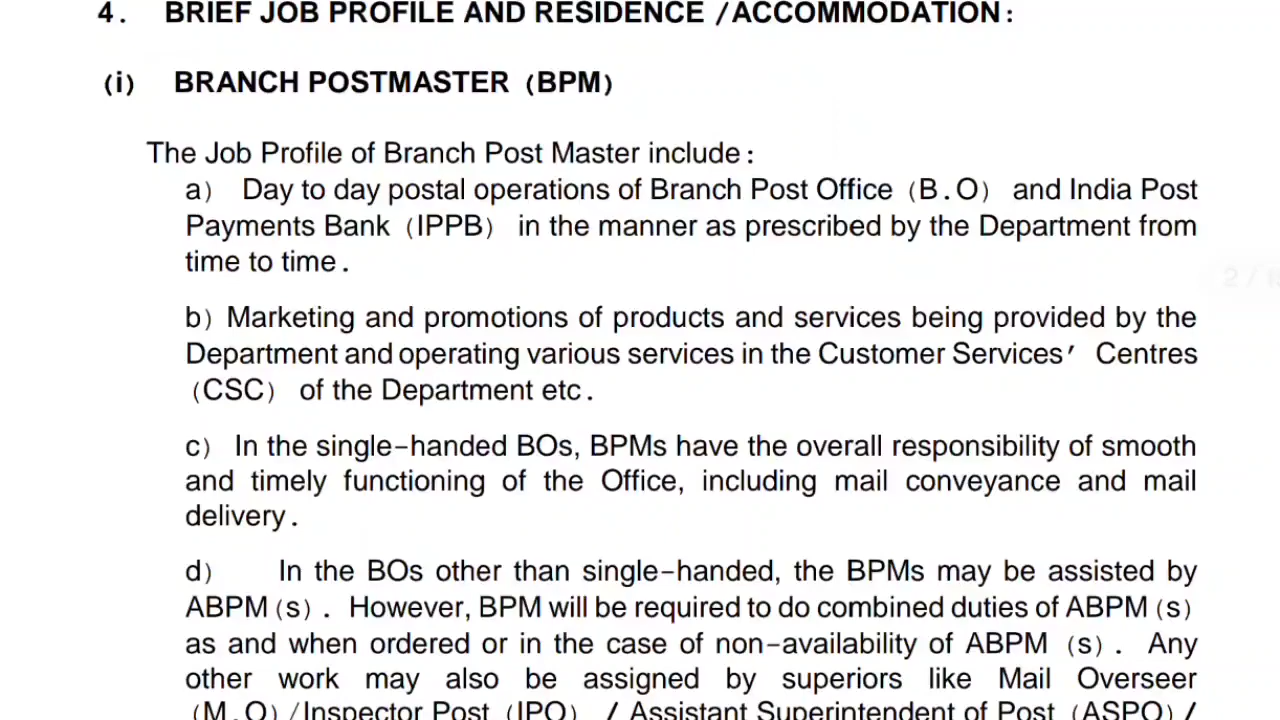 4. BRIEF JOB PROFILE AND RESIDENCE /ACCOMMODATION:
(i) BRANCH POSTMASTER (BPM)
The Job Profile of Branch Post Master include:
a) Day to day postal operations of Branch Post Office (B.O) and India Post
Payments Bank (IPPB) in the manner as prescribed by the Department from
time to time.
b) Marketing and promotions of products and services being provided by the
Department and operating various services in the Customer Services’ Centres
(CSC) of the Department etc.
c) In the single-handed BOs, BPMs have the overall responsibility of smooth
and timely functioning of the Office, including mail conveyance and mail
delivery.
d) In the BOs other than single-handed, the BPMs may be assisted by
ABPM(s). However, BPM will be required to do combined duties of ABPM(s)
as and when ordered or in the case of non-availability of ABPM (s). Any
other work may also be assigned by superiors like Mail Overseer
(M.O)/Inspector Post (IPO) / Assistant Superintendent of Post (ASPO)/